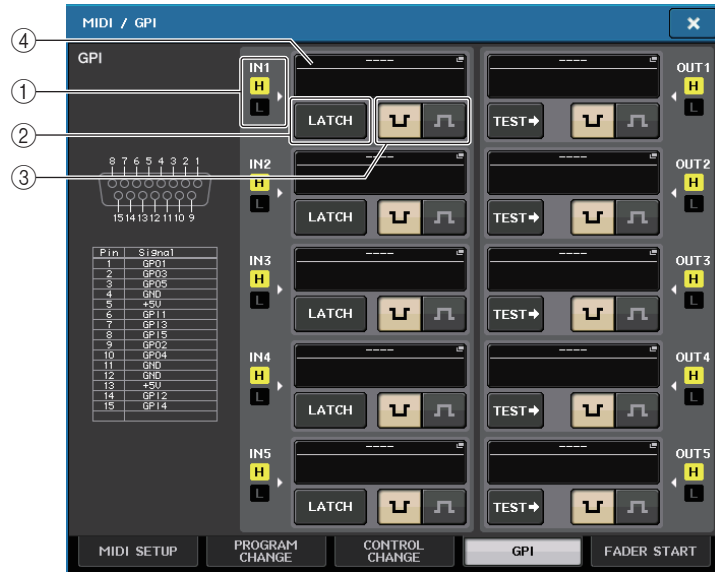 MIDI / GPI
GPI
④
①
②
③
8 7 6 5 4 3 2 1
15 14 13 12 11 10 9
Pin Signal
1 GPO1
2 GPO3
3 GPO5
4 GND
5 +5V
6 GPI1
7 GPI3
8 GPI5
9 GPO2
10 GPO4
11 GND
12 GND
13 +5V
14 GPI2
15 GPI4
IN1
H
L
----
LATCH
----
TEST
OUT1
H
L
IN2
H
L
----
LATCH
----
TEST
OUT2
H
L
IN3
H
L
----
LATCH
----
TEST
OUT3
H
L
IN4
H
L
----
LATCH
----
TEST
OUT4
H
L
IN5
H
L
----
LATCH
----
TEST
OUT5
H
L
MIDI SETUP
PROGRAM
CHANGE
CONTROL
CHANGE
GPI
FADER START